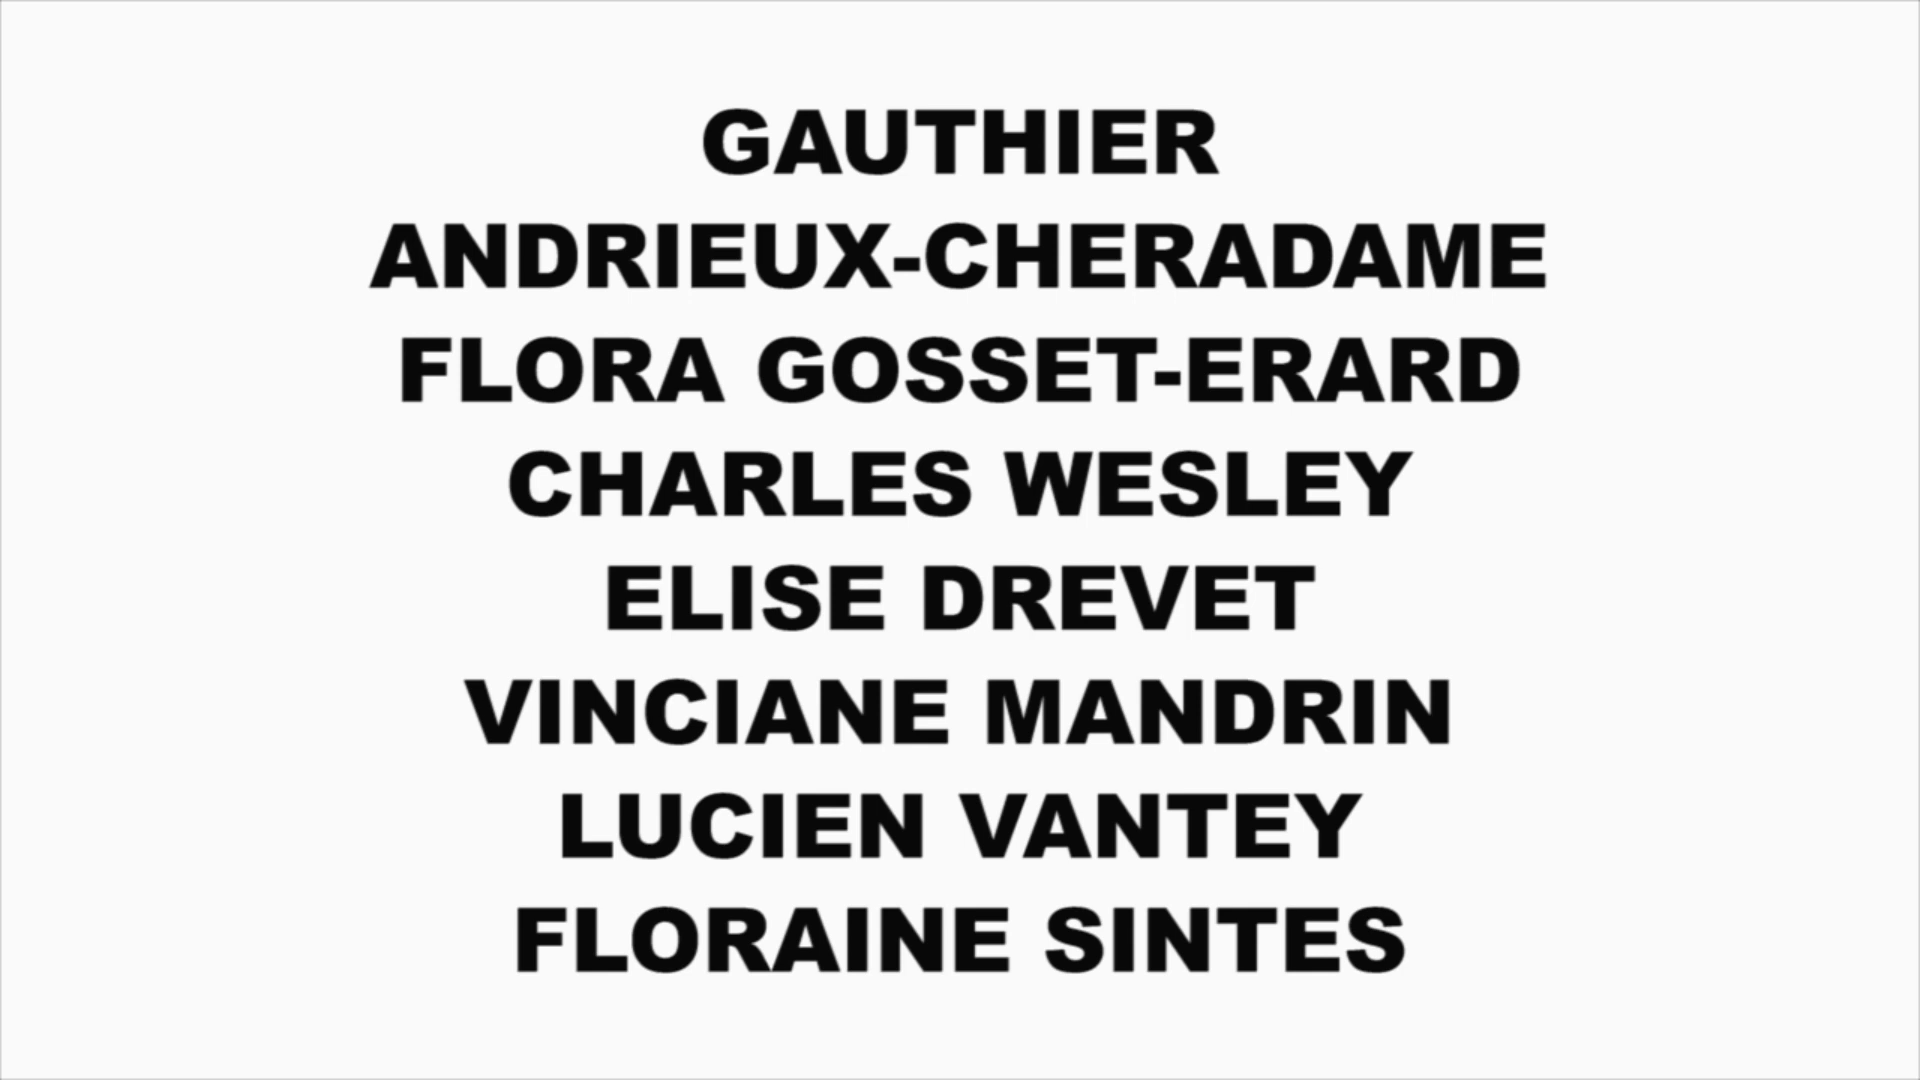 GAUTHIER
ANDRIEUX-CHERADAME
FLORA GOSSET-ERARD
CHARLES WESLEY
ELISE DREVET
VINCIANE MANDRIN
LUCIEN VANTEY
FLORAINE SINTES